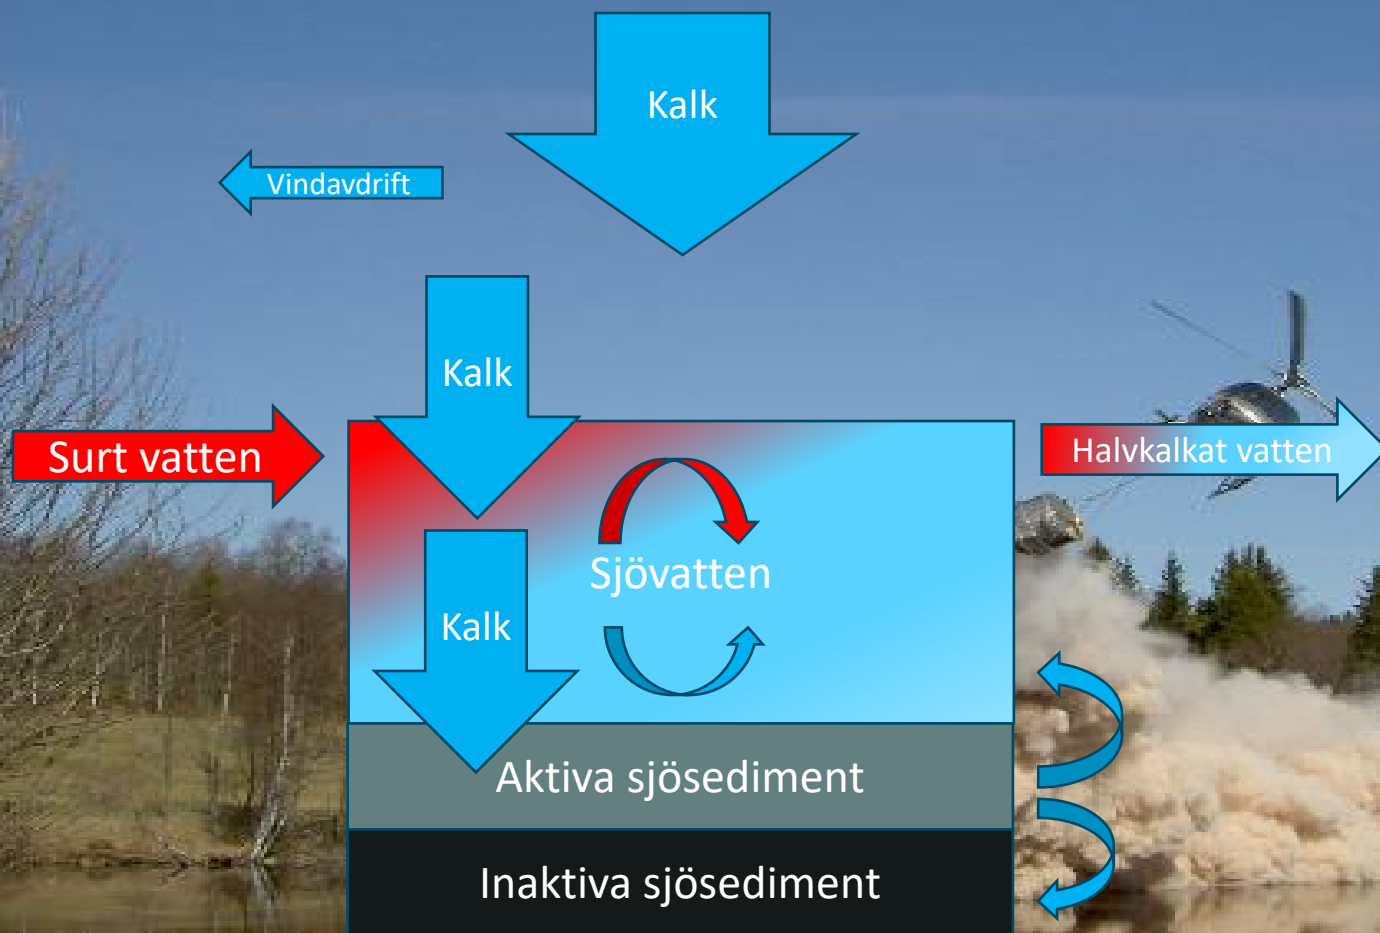 Kalk
Vindavdrift
Kalk
Surt vatten
Halvkalkat vatten
Sjövatten
Kalk
Aktiva sjösediment
Inaktiva sjösediment